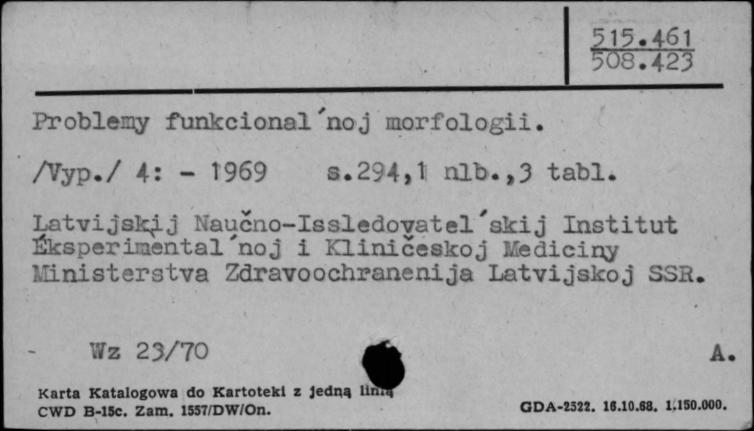 515.461
508.423
Problemy funkcional´noj morfologii.
/Vyp./ 4: - 1969 s.294,1 nlb.,3 tabl.
Latvijskij Naučno-Issledovatel´skij Institut
Éksperimental´noj i Kliničeskoj Mediciny
Ministerstva Zdravoochranenija Latvijskoj SSR.
- Wz 23/70 A.
Karta Katalogowa do Kartoteki z jedną linią
CWD B-15c. Zam. 1557/DW/On. GDA-2522. 16.10.68. 1.150.000.